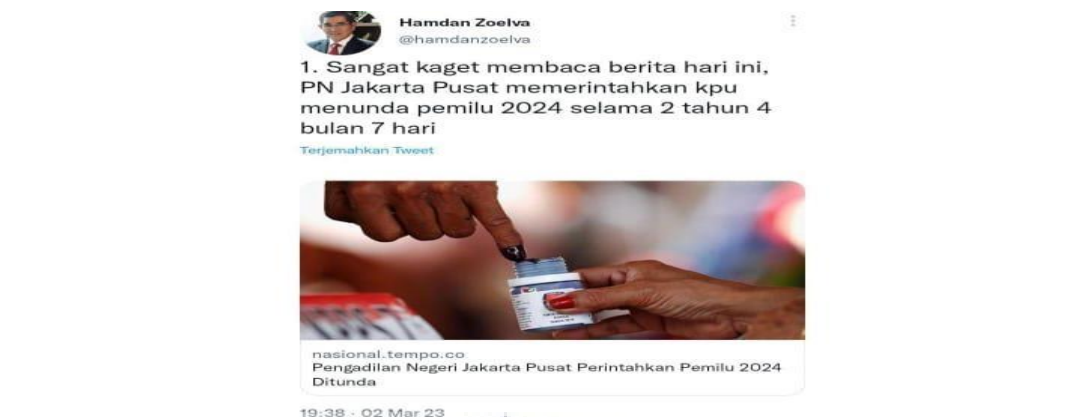 Hamdan Zoelva
@hamdanzoelva
1. Sangat kaget membaca berita hari ini,
PN Jakarta Pusat memerintahkan kpu
menunda pemilu 2024 selama 2 tahun 4
bulan 7 hari
Terjemahkan Tweet
nasional.tempo.co
Pengadilan Negeri Jakarta Pusat Perintahkan Pemilu 2024
Ditunda
19:38 · 02 Mar 23